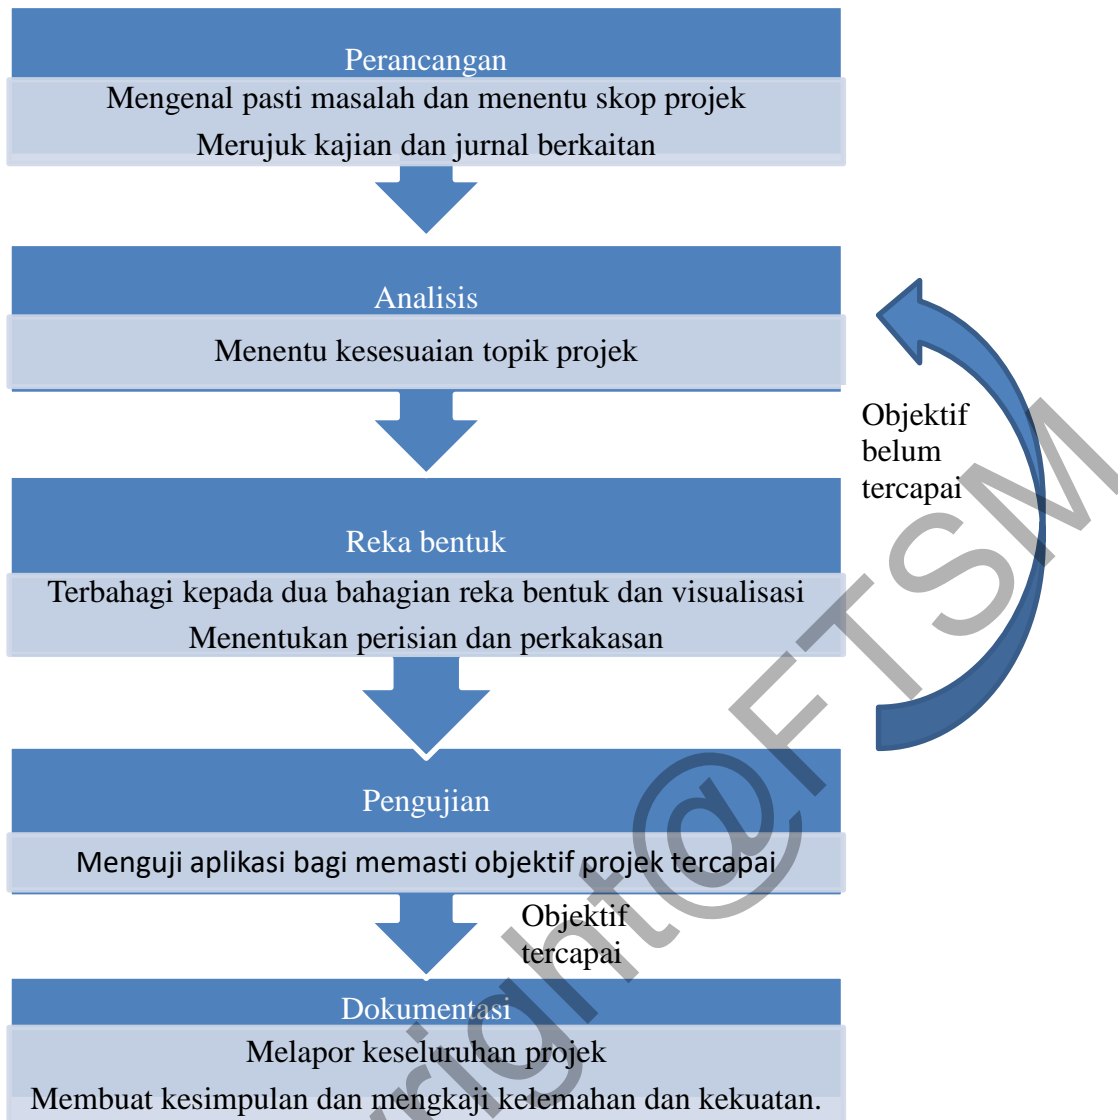 Perancangan
Mengenal pasti masalah dan menentu skop projek
Merujuk kajian dan jurnal berkaitan
Analisis
Menentu kesesuaian topik projek
Objektif
belum
tercapai
Reka bentuk
Terbahagi kepada dua bahagian reka bentuk dan visualisasi
Menentukan perisian dan perkakasan
Pengujian
Menguji aplikasi bagi memasti objektif projek tercapai
Objektif
tercapai
Dokumentasi
Melapor keseluruhan projek
Membuat kesimpulan dan mengkaji kelemahan dan kekuatan.
yright@FTSM